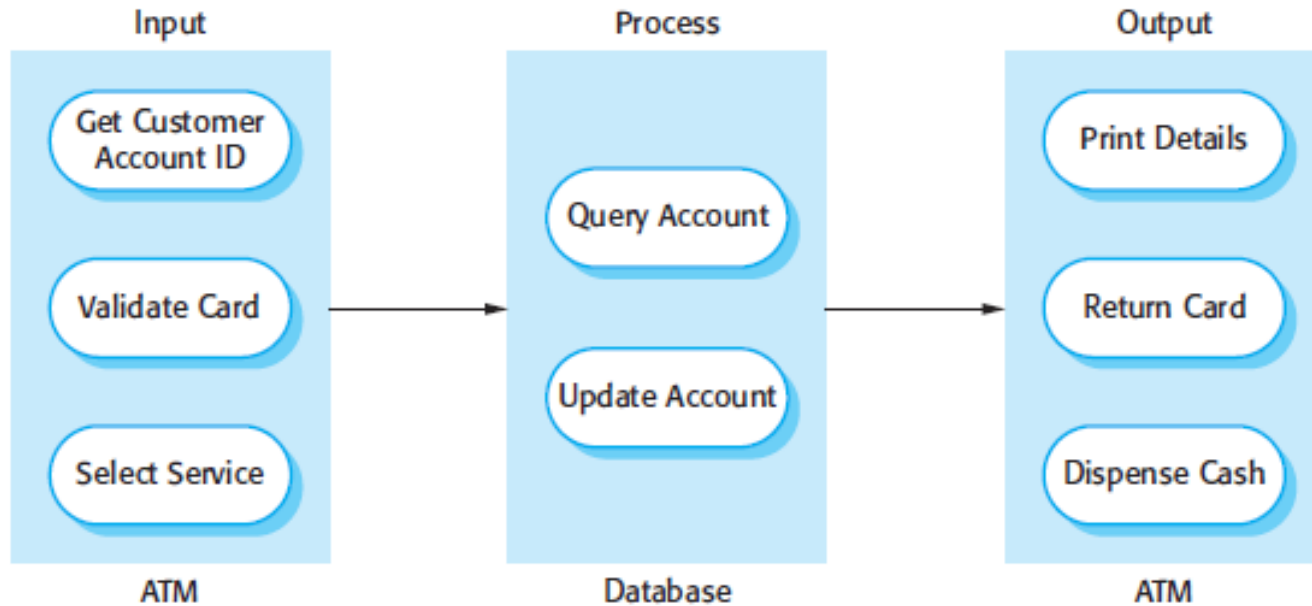 Input
Get Customer
Account ID
Validate Card
Select Service
ATM
Process
Query Account
Update Account
Database
Output
Print Details
Return Card
Dispense Cash
ATM